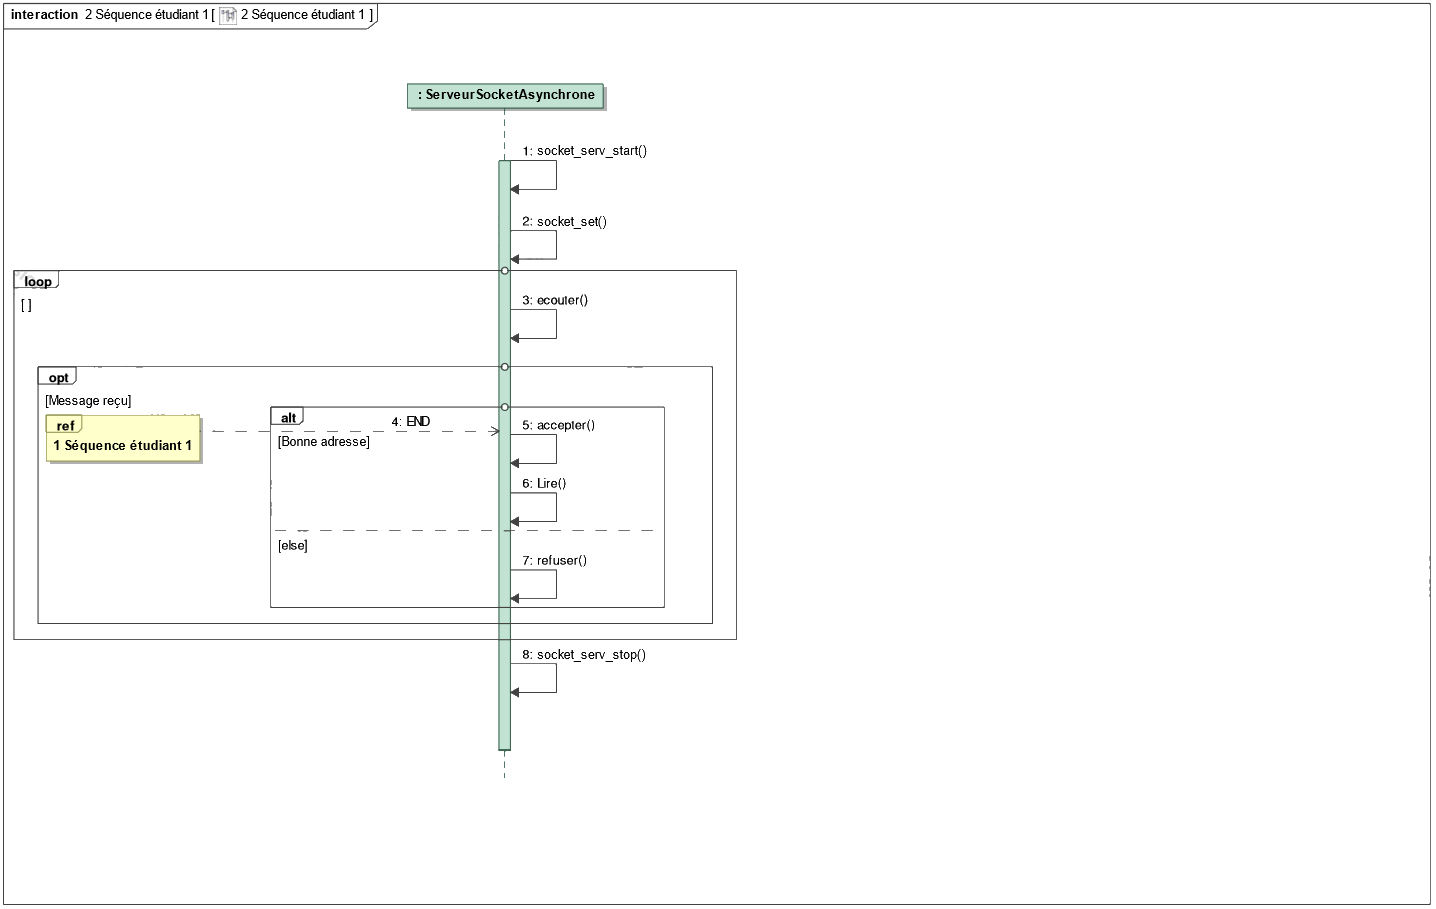 interaction 2 Séquence étudiant 1 [ 2 Séquence étudiant 1 ]
: ServeurSocketAsynchrone
1: socket_serv_start()
2: socket_set()
loop
[ ]
3: ecouter()
opt
[Message reçu]
ref
1 Séquence étudiant 1
alt
4: END
[Bonne adresse]
5: accepter()
6: Lire()
[else]
7: refuser()
8: socket_serv_stop()